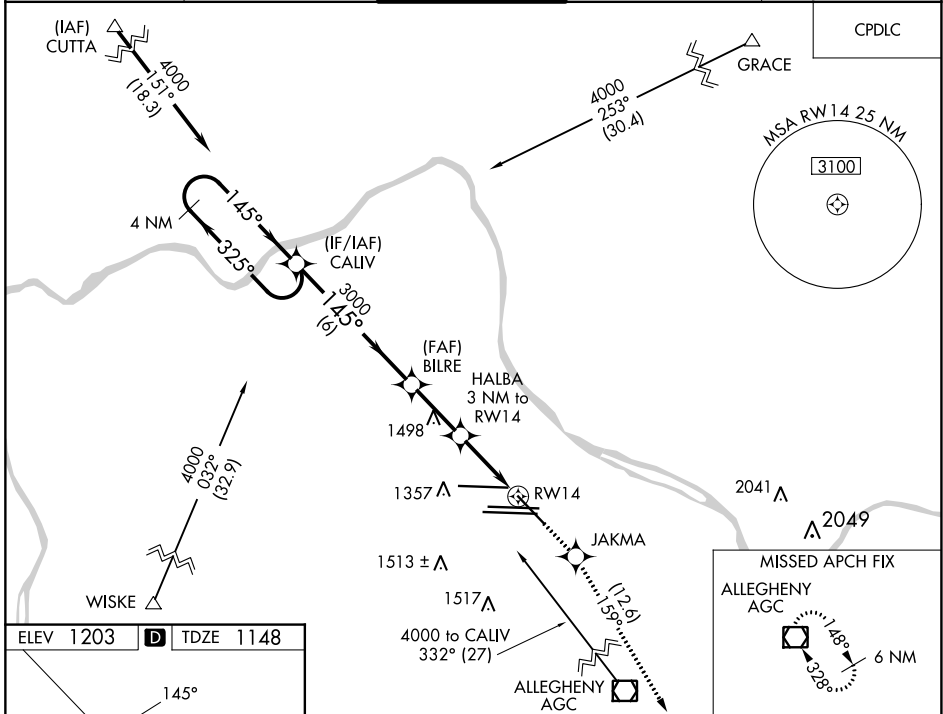 (IAF)
CUTTA
4000
151°
(18.3)
GRACE
4000
253°
(30.4)
CPDLC
MSA RW14 25 NM
3100
4 NM
145°
325°
(IF/IAF)
CALIV
3000
145°
(6)
(FAF)
BILRE
HALBA
3 NM to
RW14
1498
1357
RW14
4000
032°
(32.9)
WISKE
2041
2049
JAKMA
1513 ±
1517
(12.6)
159°
4000 to CALIV
332° (27)
ALLEGHENY
AGC
MISSED APCH FIX
ALLEGHENY
AGC
148°
328°
6 NM
ELEV 1203 D TDZE 1148
145°